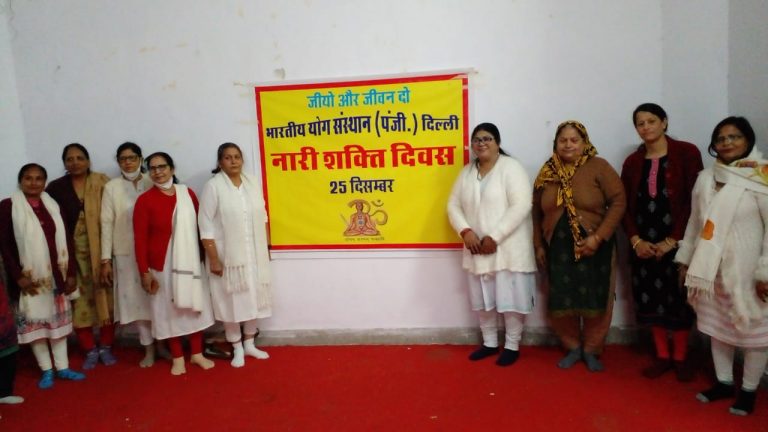 जीयो और जीवन दो
भारतीय योग संस्थान (पंजी.) दिल्ली
नारी शक्ति दिवस
25 दिसम्बर